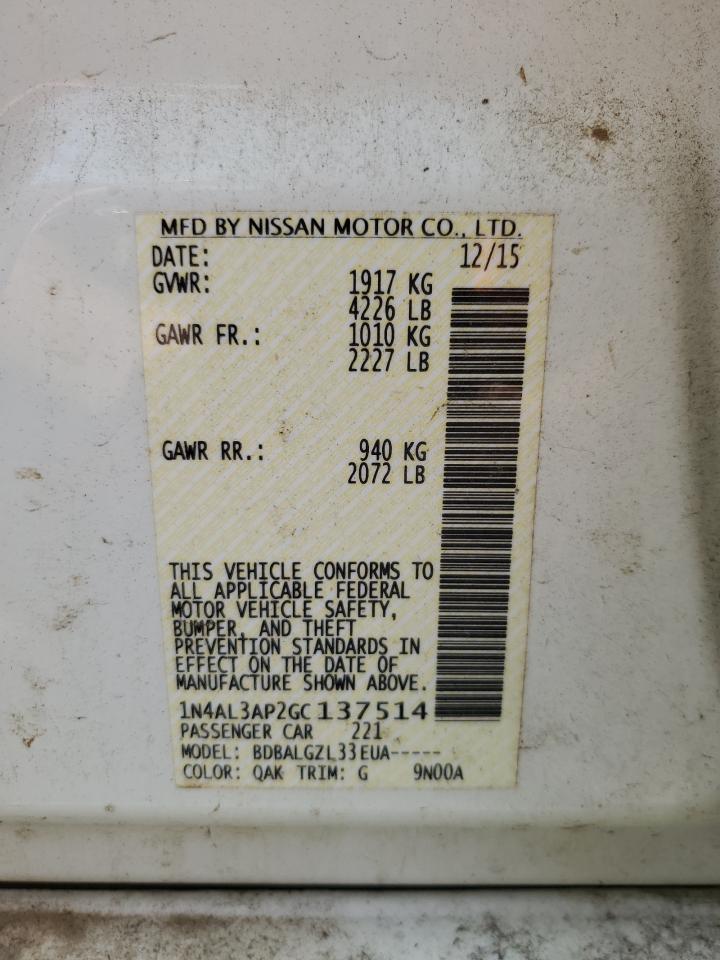 MFD BY NISSAN MOTOR CO., LTD.
DATE: 12/15
GVWR: 1917 KG
4226 LB
GAWR FR.: 1010 KG
2227 LB
GAWR RR.: 940 KG
2072 LB
THIS VEHICLE CONFORMS TO
ALL APPLICABLE FEDERAL
MOTOR VEHICLE SAFETY,
BUMPER, AND THEFT
PREVENTION STANDARDS IN
EFFECT ON THE DATE OF
MANUFACTURE SHOWN ABOVE.
1N4AL3AP2GC137514
PASSENGER CAR 221
MODEL: BDBALGZL33EUA-----
COLOR: QAK TRIM: G 9N00A